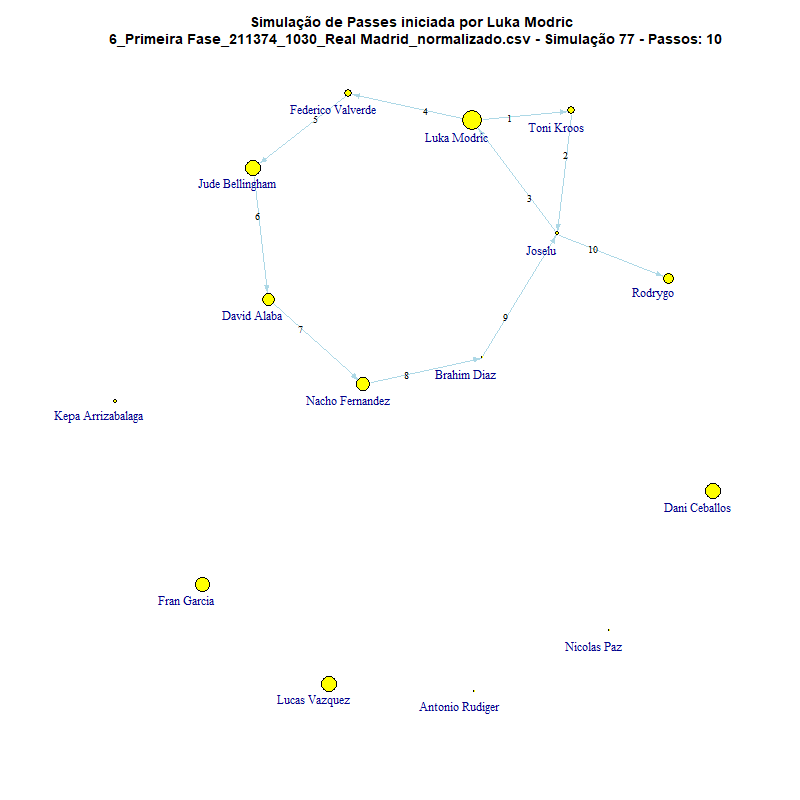 Simulação de Passes iniciada por Luka Modric
6_Primeira Fase_211374_1030_Real Madrid_normalizado.csv - Simulação 77 - Passos: 10
Federico Valverde
4
1
5
Luka Modric
Toni Kroos
2
Jude Bellingham
3
6
Joselu
10
Rodrygo
David Alaba
9
7
8
Brahim Diaz
Nacho Fernandez
Kepa Arrizabalaga
Dani Ceballos
Fran Garcia
Nicolas Paz
Lucas Vazquez
Antonio Rudiger